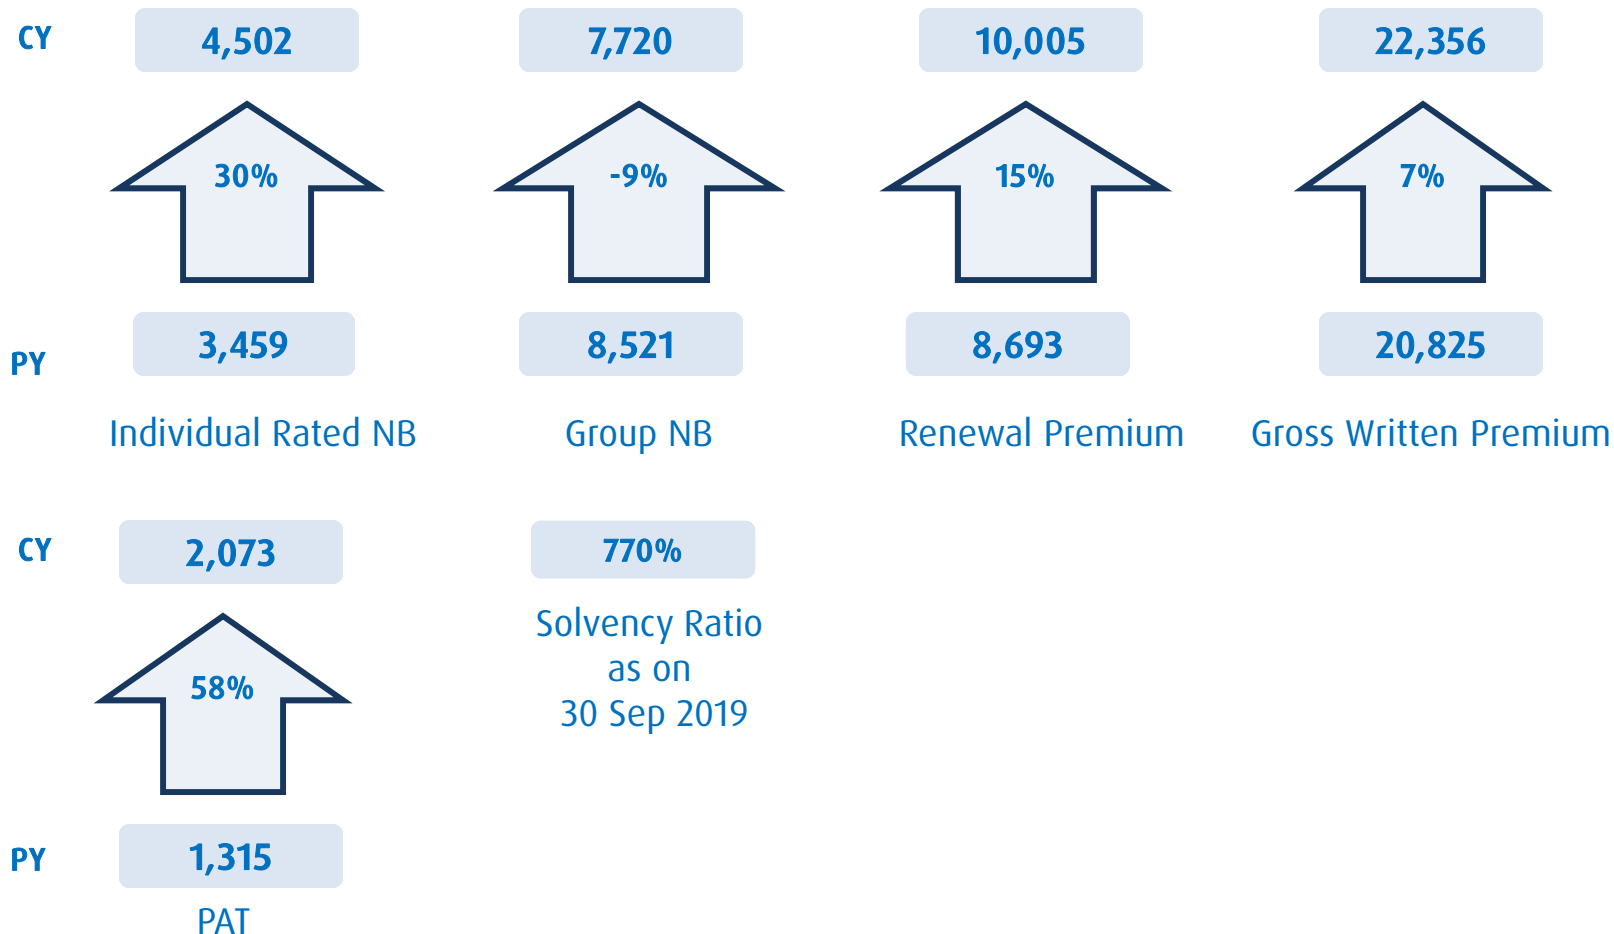 CY 4,502 7,720 10,005 22,356
30% -9% 15% 7%
3,459 8,521 8,693 20,825
PY
Individual Rated NB Group NB Renewal Premium Gross Written Premium
CY 2,073 770%
Solvency Ratio
as on
58%
30 Sep 2019
PY 1,315
PAT